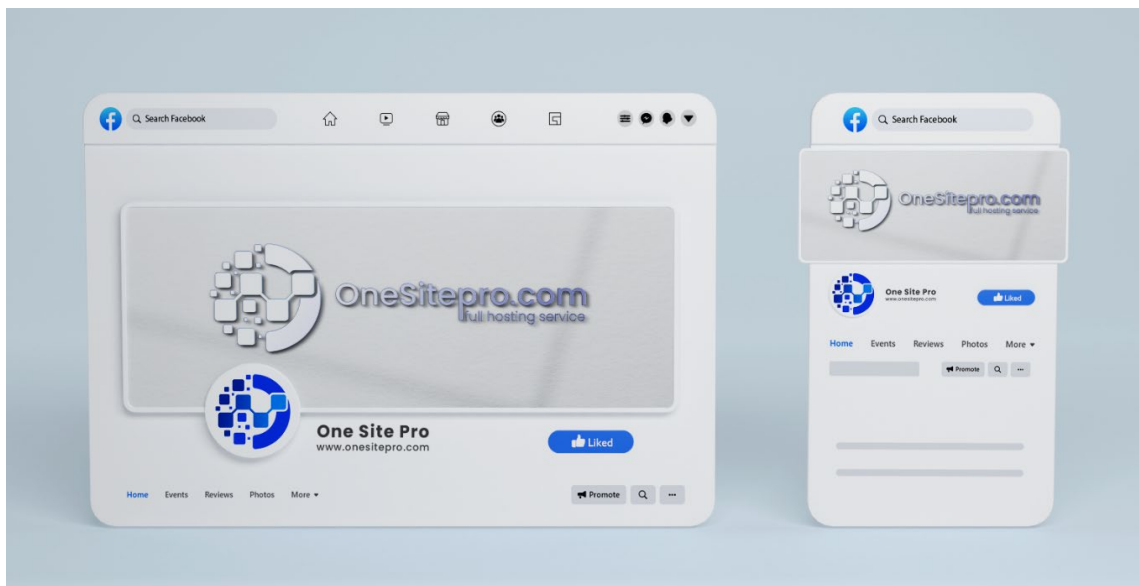 Search Facebook
OneSitepro.com
full hosting service
One Site Pro
www.onesitepro.com
Liked
Home Events Reviews Photos More
Promote
Search Facebook
OneSitepro.com
full hosting service
One Site Pro
www.onesitepro.com
Liked
Home Events Reviews Photos More
Promote